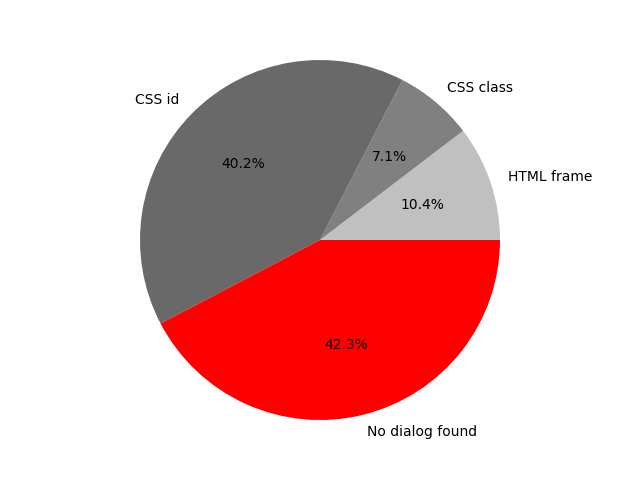 CSS class
CSS id
7.1%
40.2%
HTML frame
10.4%
42.3%
No dialog found